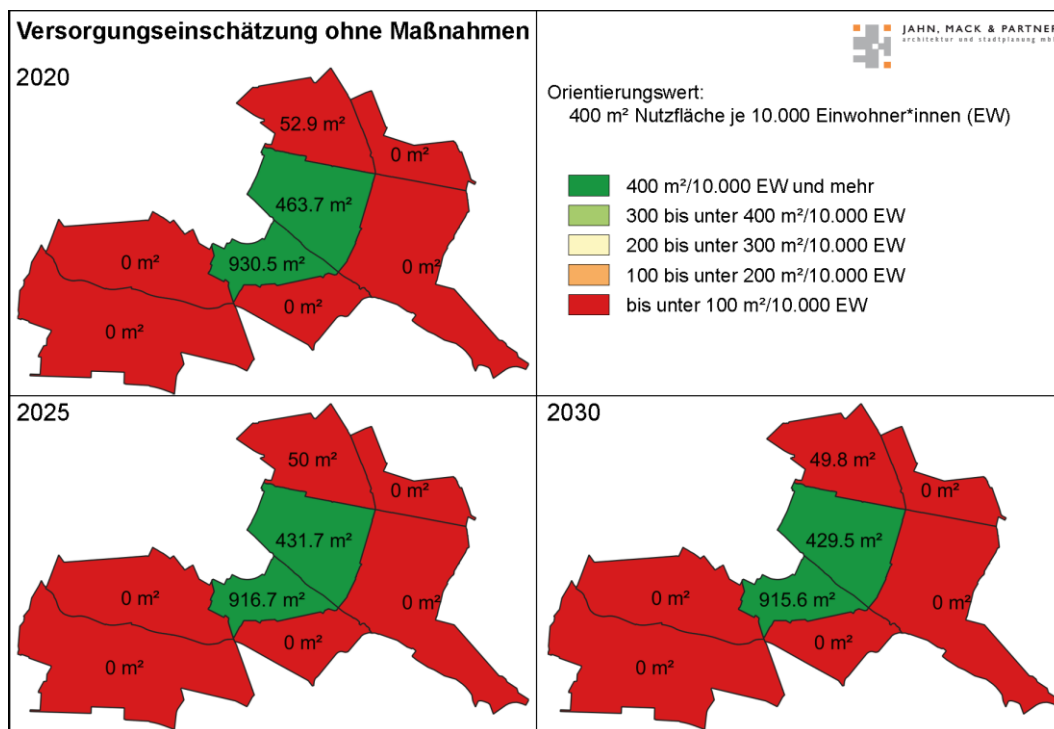 Versorgungseinschätzung ohne Maßnahmen
JAHN, MACK & PARTNER
architektur und stadtplanung mb
2020
52.9 m²
0 m²
463.7 m²
0 m²
930.5 m²
0 m²
0 m²
0 m²
Orientierungswert:
400 m² Nutzfläche je 10.000 Einwohner*innen (EW)
400 m²/10.000 EW und mehr
300 bis unter 400 m²/10.000 EW
200 bis unter 300 m²/10.000 EW
100 bis unter 200 m²/10.000 EW
bis unter 100 m²/10.000 EW
2025
50 m²
0 m²
431.7 m²
0 m²
916.7 m²
0 m²
0 m²
0 m²
2030
49.8 m²
0 m²
429.5 m²
0 m²
915.6 m²
0 m²
0 m²
0 m²